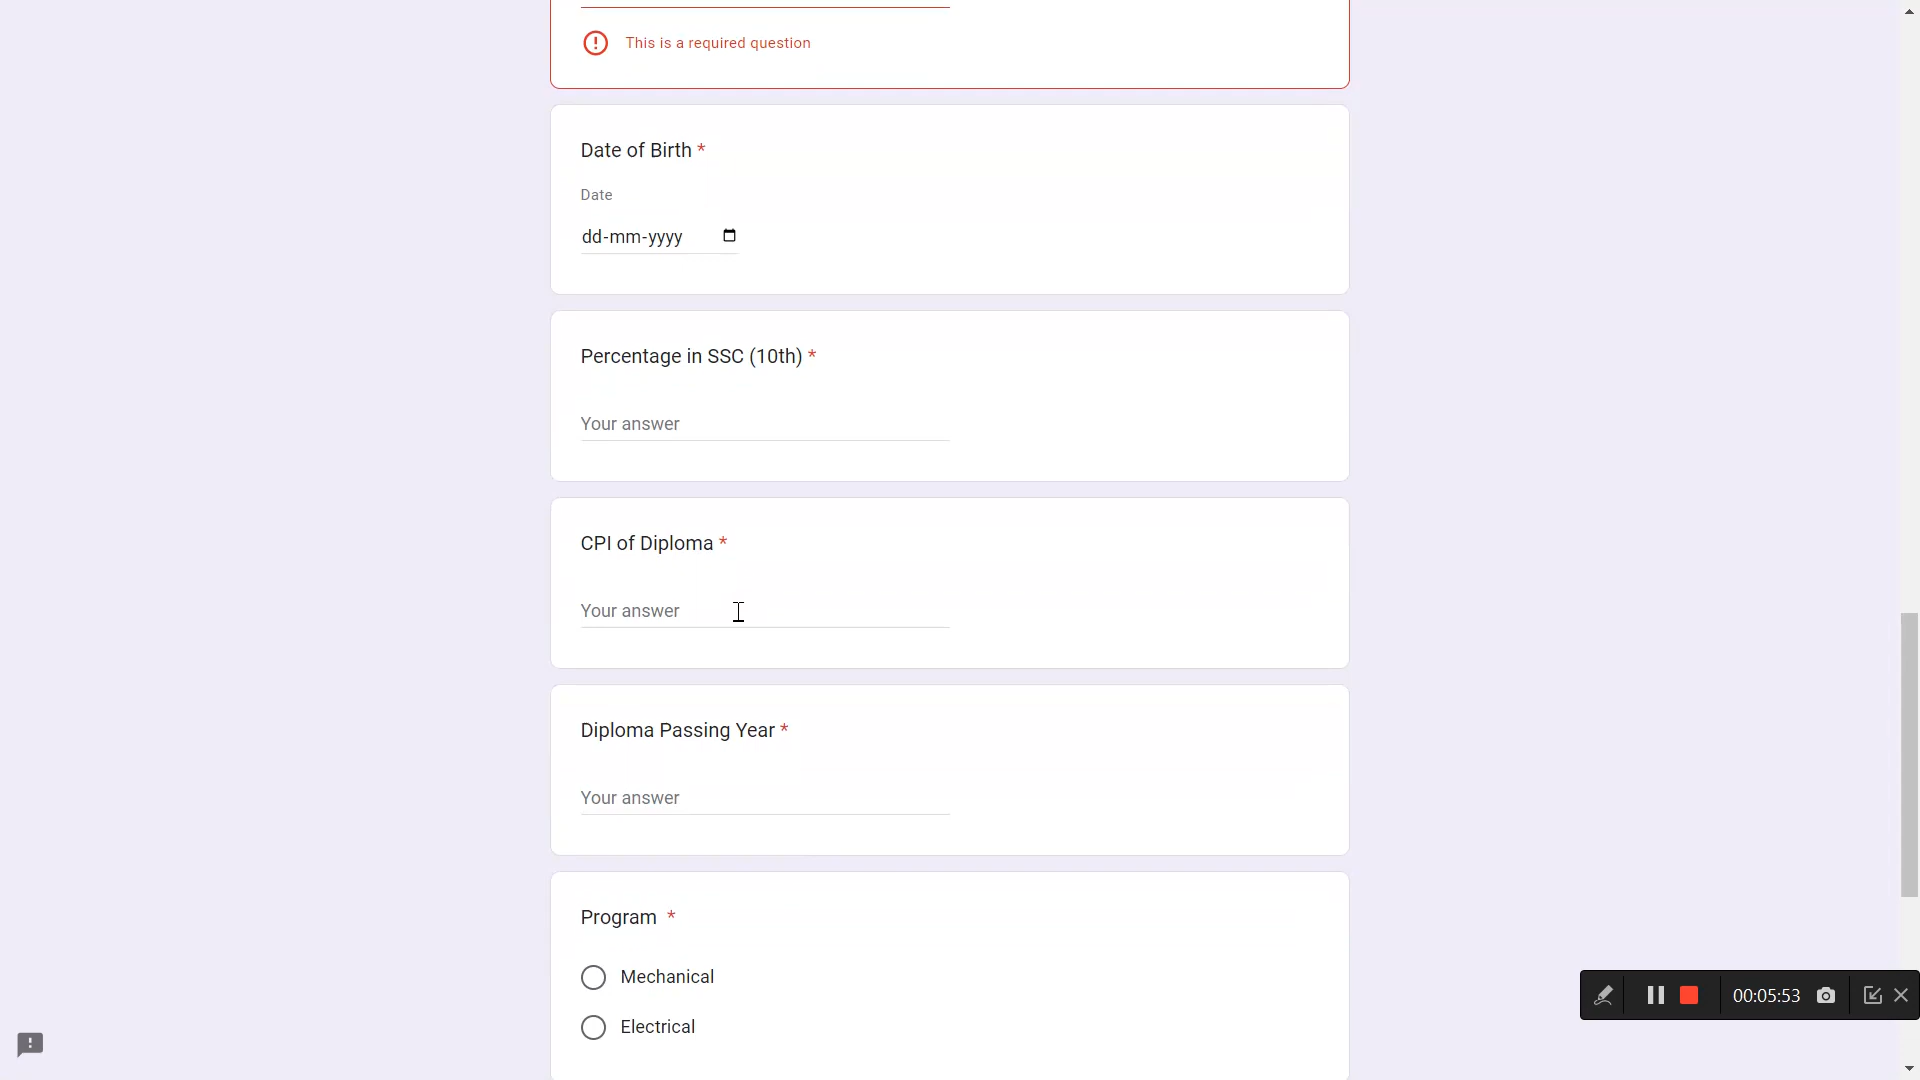 This is a required question
Date of Birth *
Date
dd-mm-yyyy
Percentage in SSC (10th) *
Your answer
CPI of Diploma *
Your answer
Diploma Passing Year *
Your answer
Program *
Mechanical
Electrical
00:05:53